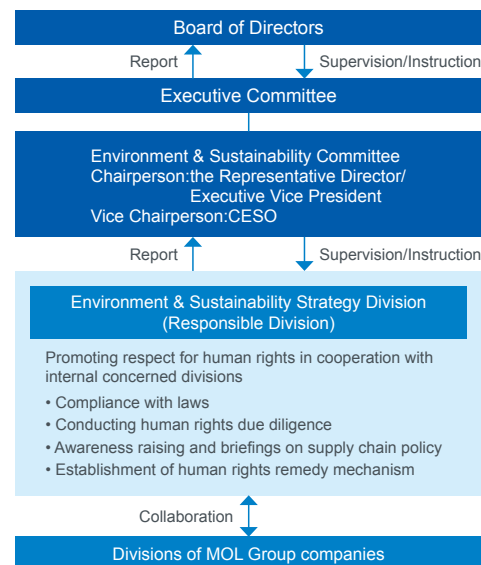 Board of Directors
Report
Supervision/Instruction
Executive Committee
Environment & Sustainability Committee
Chairperson:the Representative Director/
Executive Vice President
Vice Chairperson:CESO
Report
Supervision/Instruction
Environment & Sustainability Strategy Division
(Responsible Division)
Promoting respect for human rights in cooperation with
internal concerned divisions
• Compliance with laws
• Conducting human rights due diligence
• Awareness raising and briefings on supply chain policy
• Establishment of human rights remedy mechanism
Collaboration
Divisions of MOL Group companies